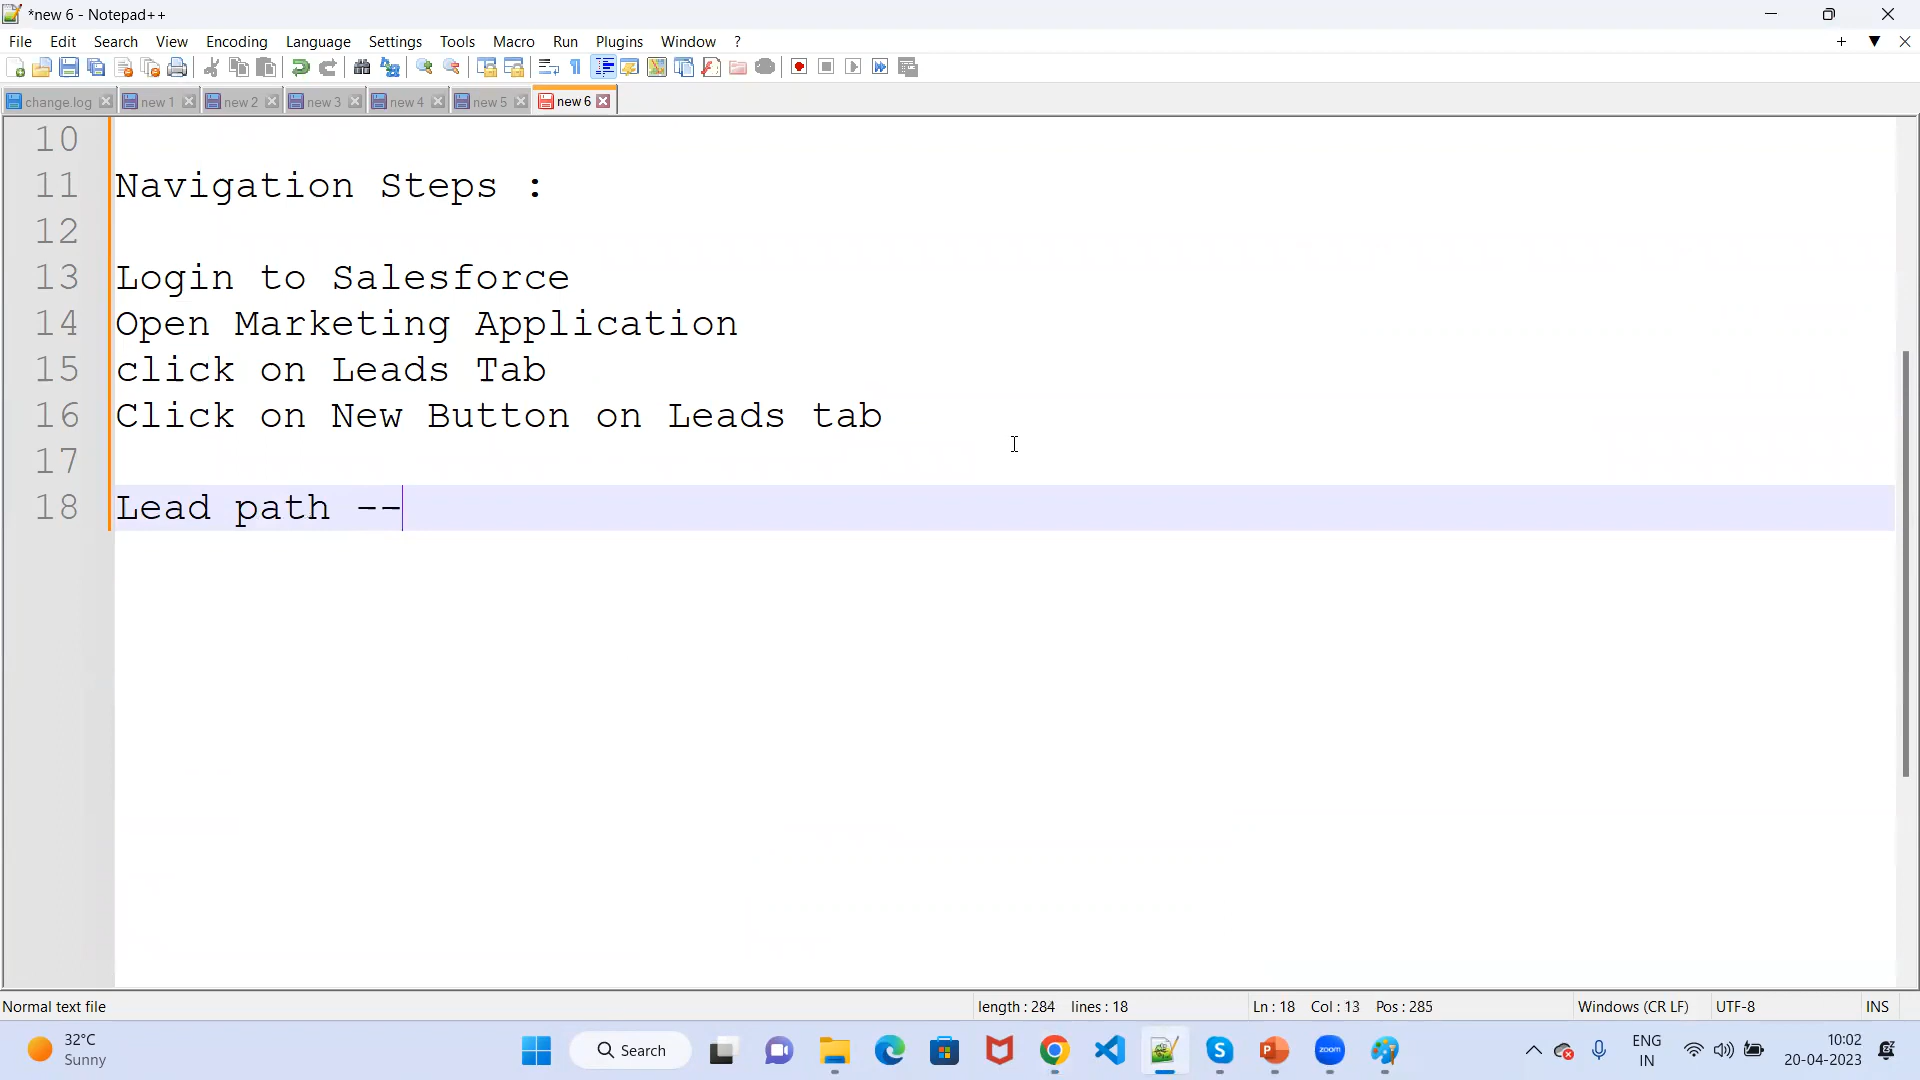 *new 6 - Notepad++
File Edit Search View Encoding Language Settings Tools Macro Run Plugins Window ?
change.log new 1 new 2 new 3 new 4 new 5 new 6
10
11 Navigation Steps :
12
13 Login to Salesforce
14 Open Marketing Application
15 click on Leads Tab
16 Click on New Button on Leads tab
17
18 Lead path --
Normal text file length : 284 lines : 18 Ln : 18 Col : 13 Pos : 285 Windows (CR LF) UTF-8 INS
32°C
Sunny
Search
zoom
ENG
IN
10:02
20-04-2023